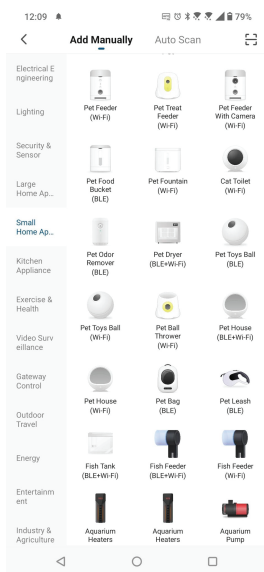 12:09
79%
Add Manually
Auto Scan
Electrical E
ngineering
Lighting
Security &
Sensor
Large
Home Ap...
Small
Home Ap...
Kitchen
Appliance
Exercise &
Health
Video Surv
eillance
Gateway
Control
Outdoor
Travel
Energy
Entertainm
ent
Industry &
Agriculture
Pet Feeder
(Wi-Fi)
Pet Treat
Feeder
(Wi-Fi)
Pet Feeder
With Camera
(Wi-Fi)
Pet Food
Bucket
(BLE)
Pet Fountain
(Wi-Fi)
Cat Toilet
(Wi-Fi)
Pet Odor
Remover
(BLE)
Pet Dryer
(BLE+Wi-Fi)
Pet Toys Ball
(BLE)
Pet Toys Ball
(Wi-Fi)
Pet Ball
Thrower
(Wi-Fi)
Pet House
(BLE+Wi-Fi)
Pet House
(Wi-Fi)
Pet Bag
(BLE)
Pet Leash
(BLE)
Fish Tank
(BLE+Wi-Fi)
Fish Feeder
(BLE+Wi-Fi)
Fish Feeder
(Wi-Fi)
Aquarium
Heaters
Aquarium
Heaters
Aquarium
Pump